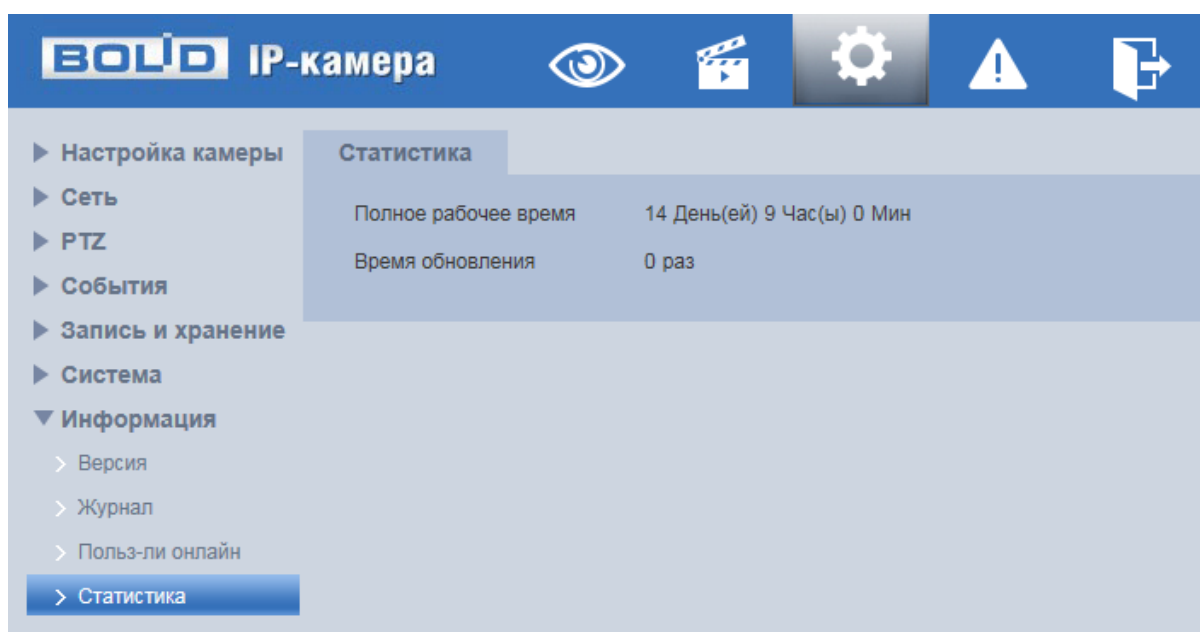 BOLID IP-камера
Настройка камеры
Сеть
PTZ
События
Запись и хранение
Система
Информация
Версия
Журнал
Польз-ли онлайн
Статистика
Статистика
Полное рабочее время 14 День(ей) 9 Час(ы) 0 Мин
Время обновления 0 раз